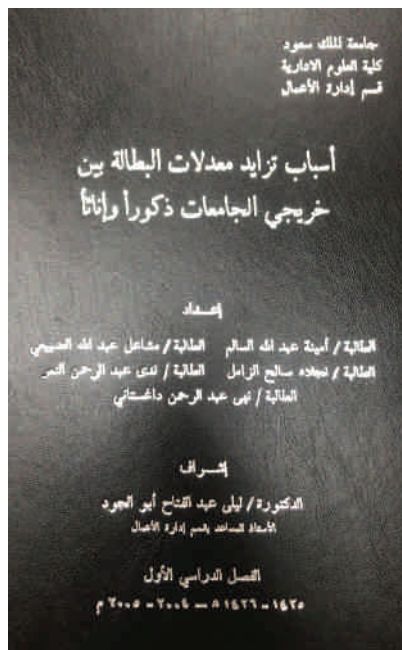 جامعة الملك سعود
كلية العلوم الادارية
قسم إدارة الأعمال
أسباب تزايد معدلات البطالة بين
خريجي الجامعات ذكوراً وإناثاً
إعداد
الطالبة / أمينة عبد الله السالم الطالبة / مشاعل عبد الله
الطالبة / نجلاء صالح الزامل الطالبة / ندى عبد الرحمن النمر
الطالبة / نهى عبد الرحمن داغستاني
إشراف
الدكتورة / ليلى عبد الفتاح أبو الجود
الأستاذ المساعد بقسم إدارة الأعمال
الفصل الدراسي الأول
١٤٢٥ - ١٤٢٦ هـ – ٢٠٠٤ - ٢٠٠٥ م